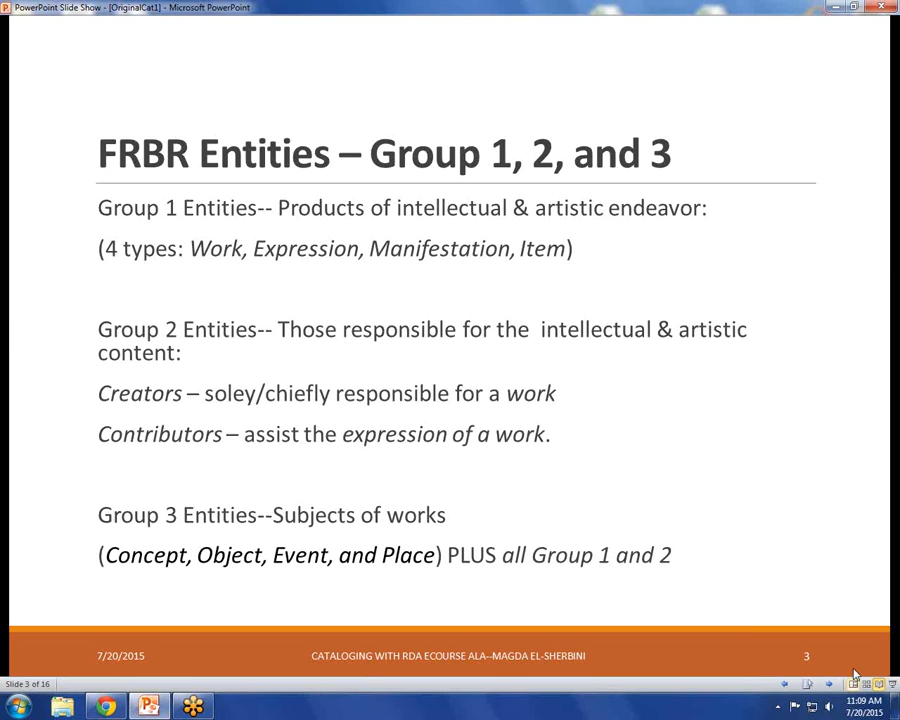 PowerPoint Slide Show - [OriginalCat1] - Microsoft PowerPoint
FRBR Entities – Group 1, 2, and 3
Group 1 Entities-- Products of intellectual & artistic endeavor:
(4 types: Work, Expression, Manifestation, Item)
Group 2 Entities-- Those responsible for the intellectual & artistic
content:
Creators – soley/chiefly responsible for a work
Contributors – assist the expression of a work.
Group 3 Entities--Subjects of works
(Concept, Object, Event, and Place) PLUS all Group 1 and 2
7/20/2015 CATALOGING WITH RDA ECOURSE ALA--MAGDA EL-SHERBINI 3
Slide 3 of 16
11:09 AM
7/20/2015